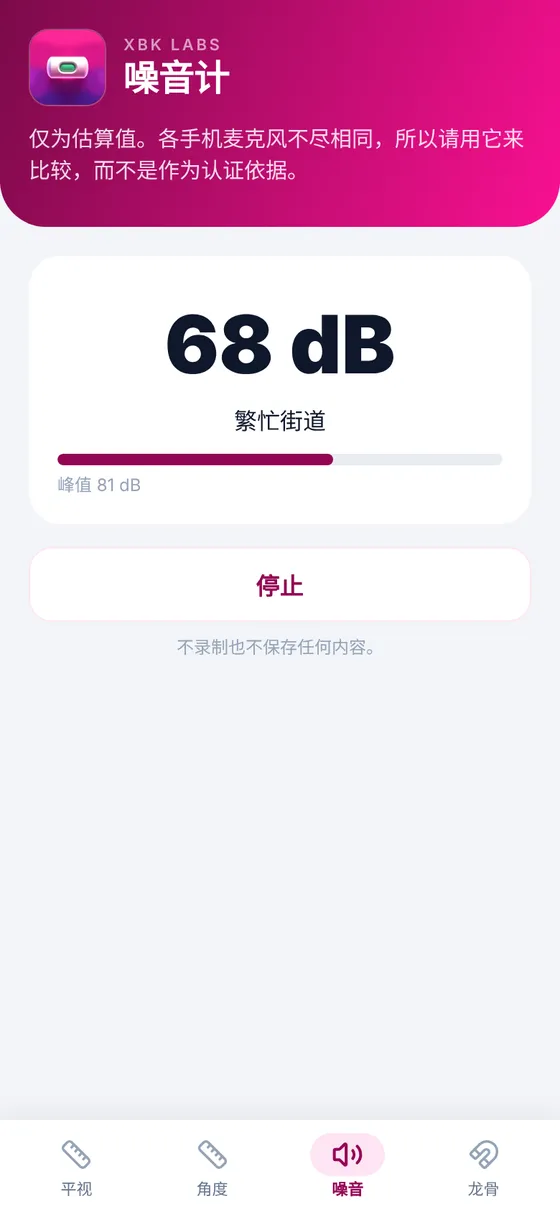 XBK LABS
噪音计
仅为估算值。各手机麦克风不尽相同，所以请用它来
比较，而不是作为认证依据。
68 dB
繁忙街道
峰值 81 dB
停止
不录制也不保存任何内容。
平视
角度
噪音
龙骨